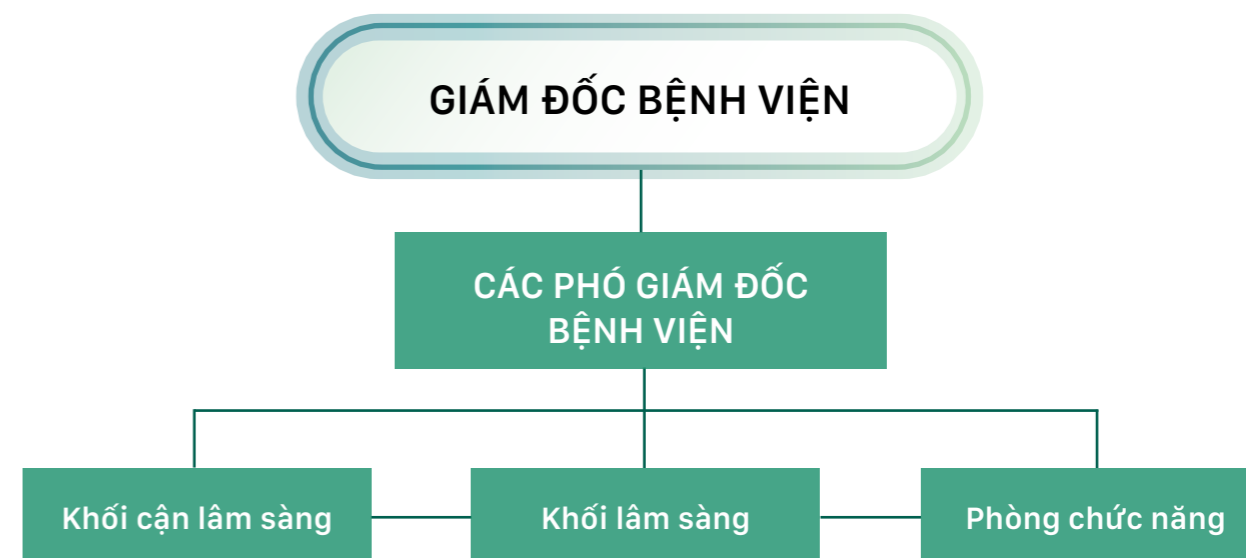 GIÁM ĐỐC BỆNH VIỆN
CÁC PHÓ GIÁM ĐỐC
BỆNH VIỆN
Khối cận lâm sàng
Khối lâm sàng
Phòng chức năng